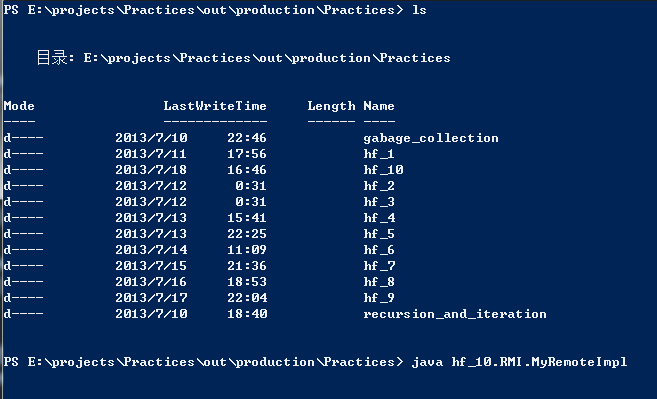 PS E:\projects\Practices\out\production\Practices> ls
目录: E:\projects\Practices\out\production\Practices
Mode LastWriteTime Length Name
---- ------------- ------ ----
d---- 2013/7/10 22:46 gabage_collection
d---- 2013/7/11 17:56 hf_1
d---- 2013/7/18 16:46 hf_10
d---- 2013/7/12 0:31 hf_2
d---- 2013/7/12 0:31 hf_3
d---- 2013/7/13 15:41 hf_4
d---- 2013/7/13 22:25 hf_5
d---- 2013/7/14 11:09 hf_6
d---- 2013/7/15 21:36 hf_7
d---- 2013/7/16 18:53 hf_8
d---- 2013/7/17 22:04 hf_9
d---- 2013/7/10 18:40 recursion_and_iteration
PS E:\projects\Practices\out\production\Practices> java hf_10.RMI.MyRemoteImpl